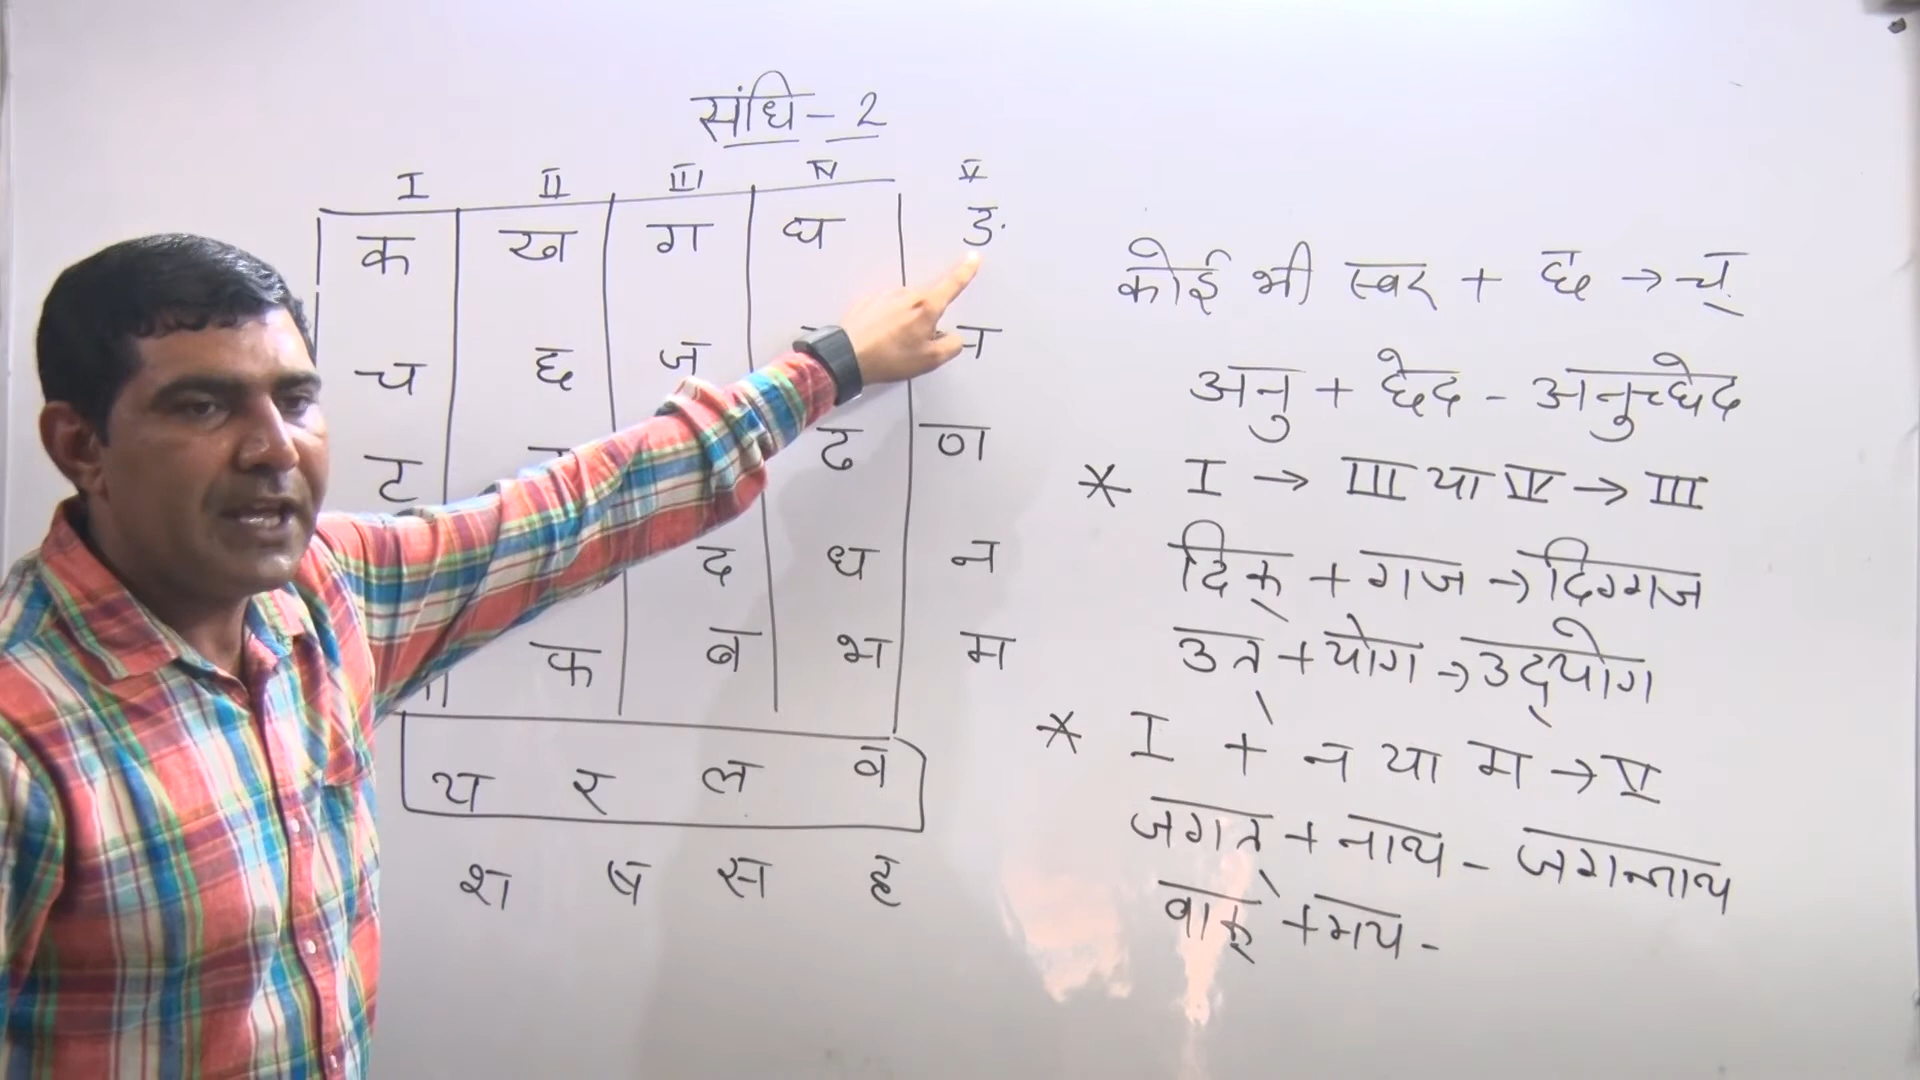 संधि - 2
I II III IV V
क ख ग घ ङ
च छ ज
ट ढ ण
द ध न
फ ब भ म
य र ल व
श ष स ह
कोई भी स्वर + छ → च्
अनु + छेद - अनुच्छेद
* I → III या IV → III
दिक् + गज → दिग्गज
उत् + योग → उद्योग
* I + न या म → V
जगत् + नाथ - जगन्नाथ
वाक् + मय -